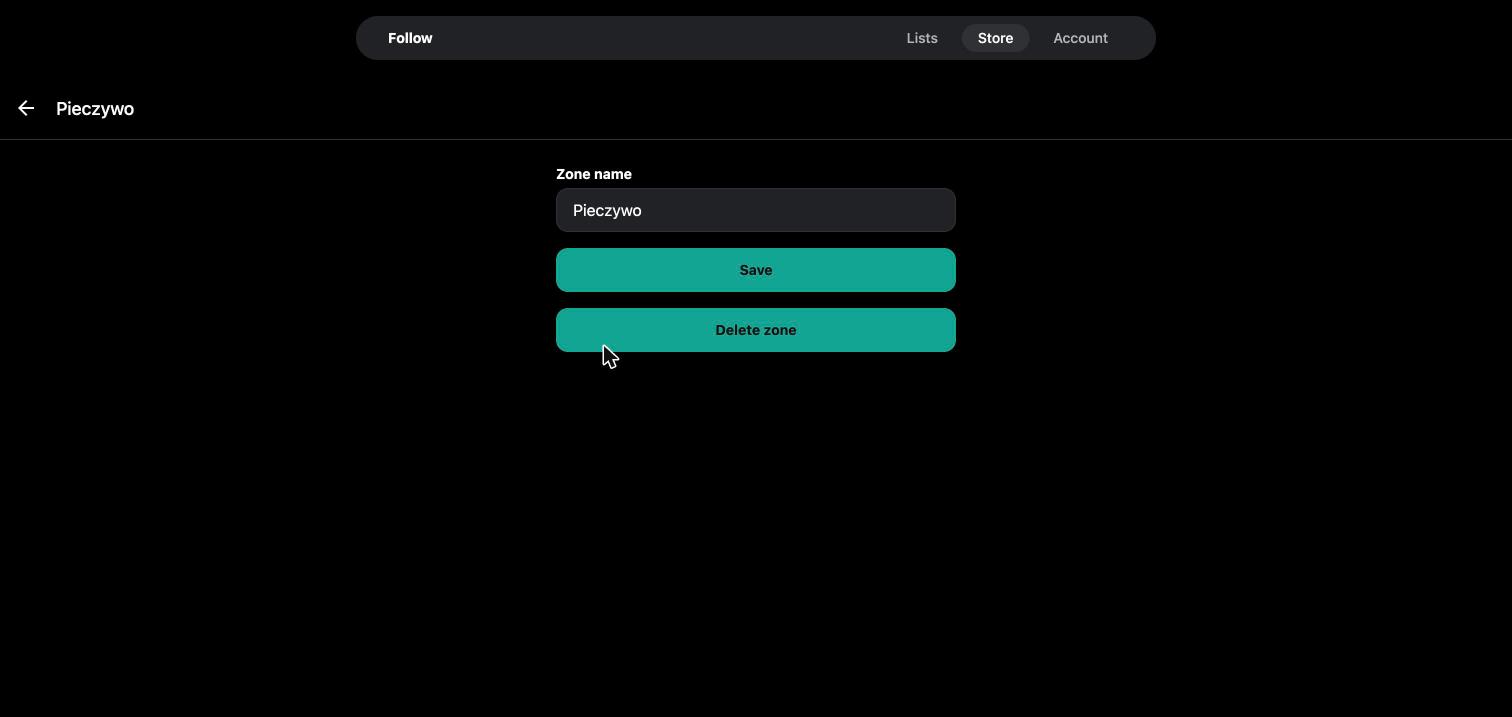 Follow Lists Store Account
Pieczywo
Zone name
Pieczywo
Save
Delete zone